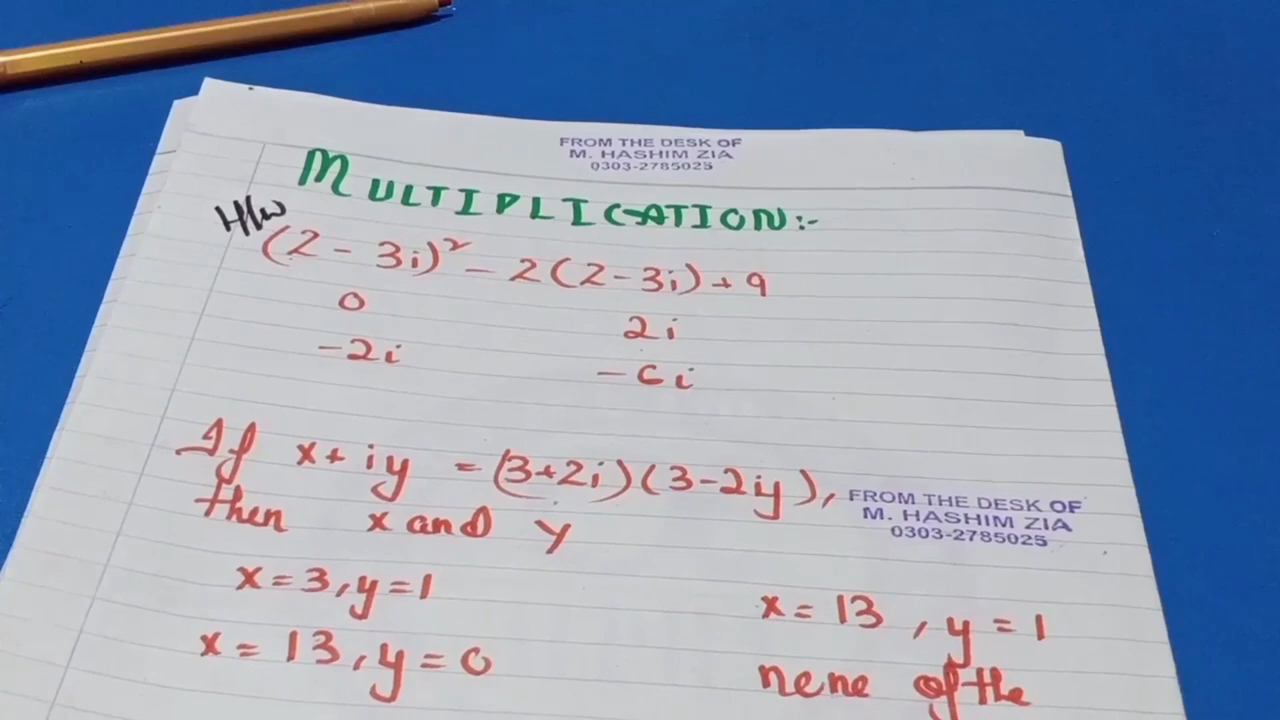 FROM THE DESK OF
M. HASHIM ZIA
0303-2785025
MULTIPLICATION:-
H/w
(2 - 3i)² - 2(2-3i)+9
0 2i
-2i -6i
If x+iy = (3+2i)(3-2iy),
then x and y
FROM THE DESK OF
M. HASHIM ZIA
0303-2785025
x=3,y=1
x=13,y=1
x=13,y=0
nene of the